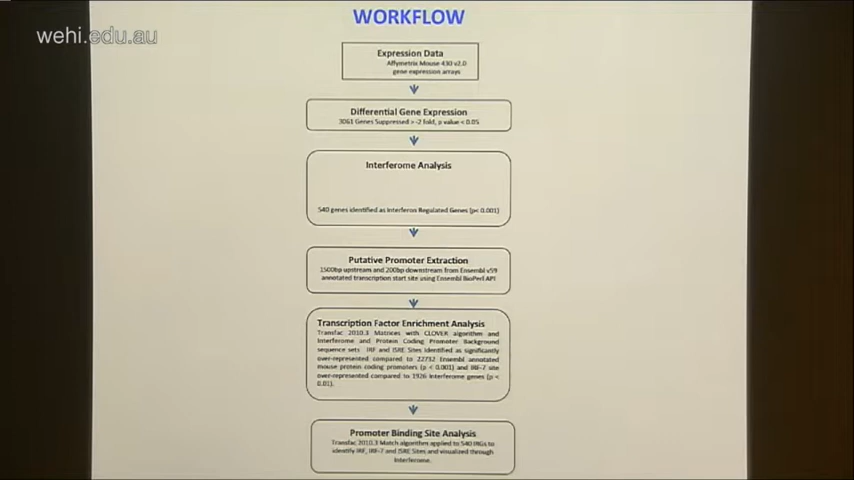 WORKFLOW
wehi.edu.au
Expression Data
Affymetrix Mouse 430 v2.0
gene expression arrays
Differential Gene Expression
3061 Genes Suppressed > -2 fold, p value < 0.05
Interferome Analysis
540 genes identified as Interferon Regulated Genes (p< 0.001)
Putative Promoter Extraction
1500bp upstream and 200bp downstream from Ensembl v59
annotated transcription start site using Ensembl BioPerl API
Transcription Factor Enrichment Analysis
Transfac 2010.3 Matrices with CLOVER algorithm and
Interferome and Protein Coding Promoter Background
sequence sets. IRF and ISRE Sites identified as significantly
over-represented compared to 22732 Ensembl annotated
mouse protein coding promoters (p < 0.001) and IRF-7 site
over-represented compared to 1926 Interferome genes (p <
0.01).
Promoter Binding Site Analysis
Transfac 2010.3 Match algorithm applied to 540 IRGs to
identify IRF, IRF-7 and ISRE Sites and visualized through
Interferome.